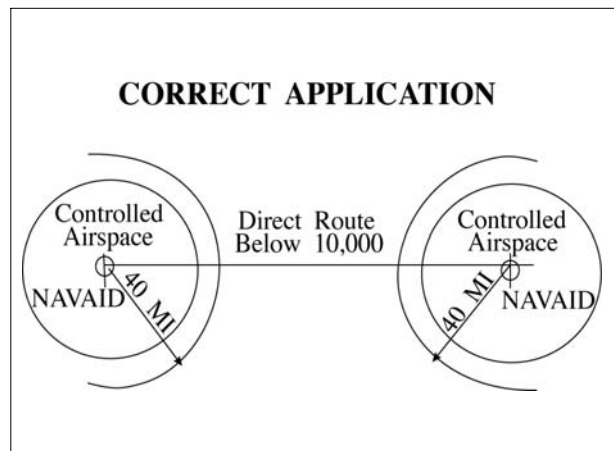 CORRECT APPLICATION
Controlled
Airspace
NAVAID
40 MI
Direct Route
Below 10,000
Controlled
Airspace
NAVAID
40 MI